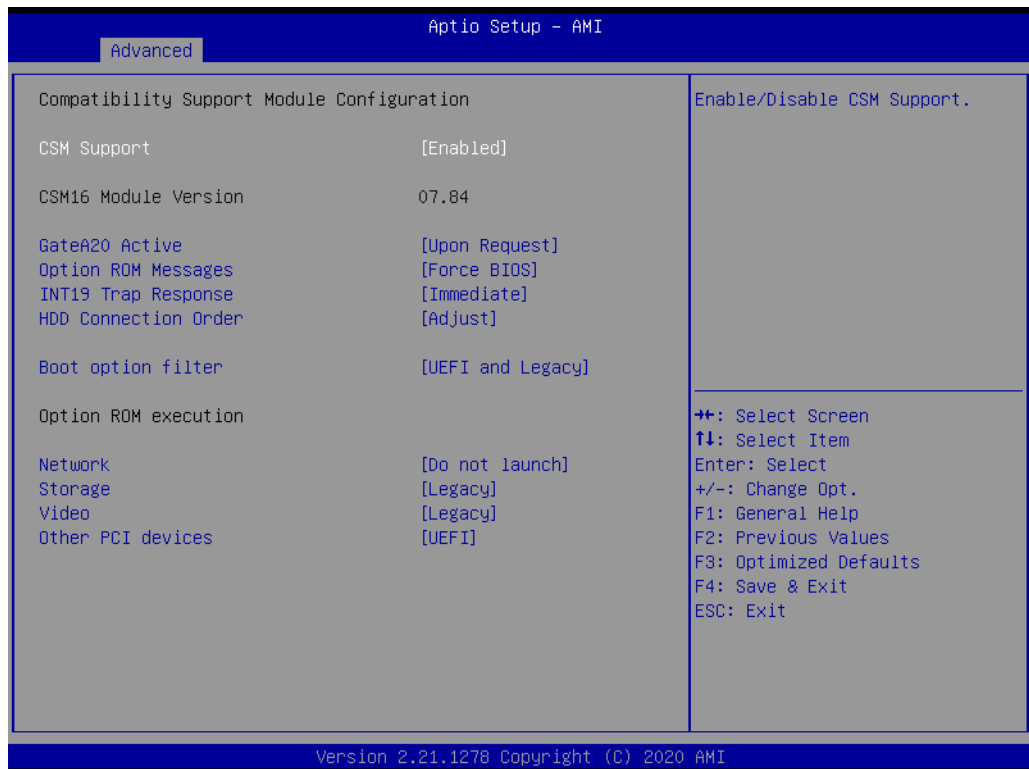 Aptio Setup – AMI
Advanced
Compatibility Support Module Configuration
CSM Support [Enabled]
CSM16 Module Version 07.84
GateA20 Active [Upon Request]
Option ROM Messages [Force BIOS]
INT19 Trap Response [Immediate]
HDD Connection Order [Adjust]
Boot option filter [UEFI and Legacy]
Option ROM execution
Network [Do not launch]
Storage [Legacy]
Video [Legacy]
Other PCI devices [UEFI]
Enable/Disable CSM Support.
→←: Select Screen
↑↓: Select Item
Enter: Select
+/-: Change Opt.
F1: General Help
F2: Previous Values
F3: Optimized Defaults
F4: Save & Exit
ESC: Exit
Version 2.21.1278 Copyright (C) 2020 AMI